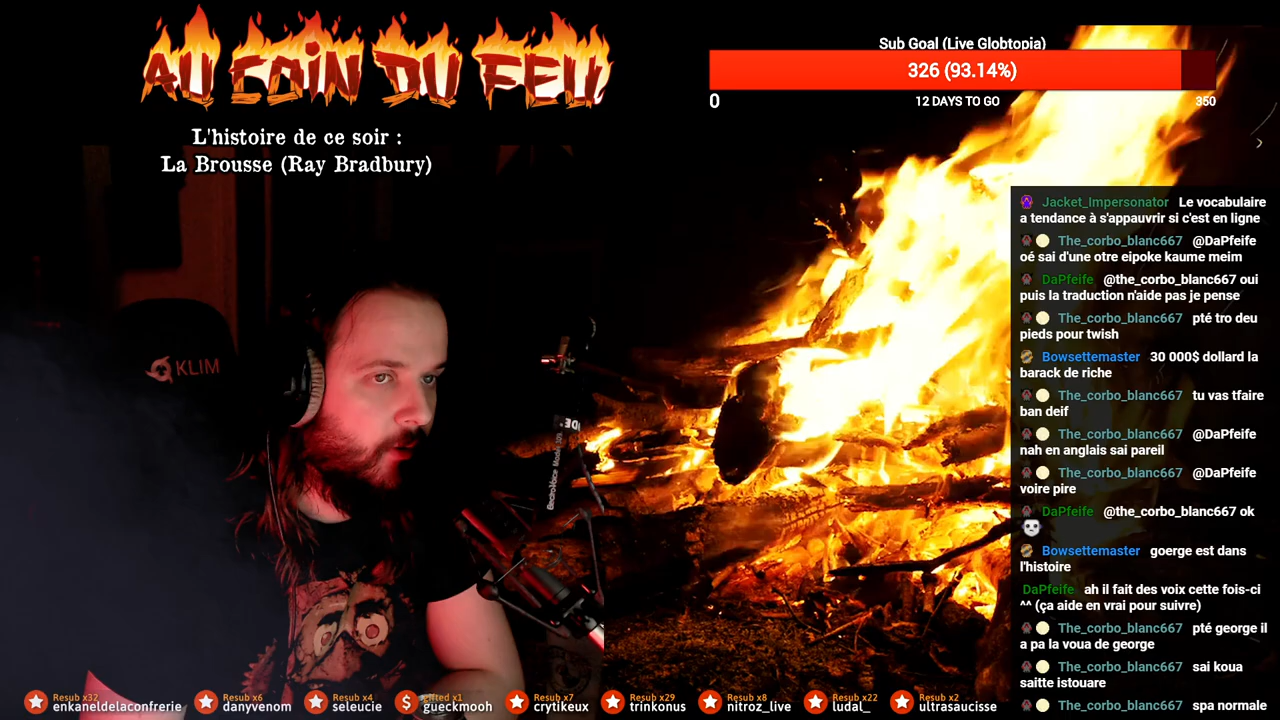 AU COIN DU FEU
L'histoire de ce soir :
La Brousse (Ray Bradbury)
Sub Goal (Live Globtopia)
326 (93.14%)
0 12 DAYS TO GO 350
KLIM
Electro-Voice
Jacket_Impersonator Le vocabulaire
a tendance à s'appauvrir si c'est en ligne
The_corbo_blanc667 @DaPfeife
oé sai d'une otre eipoke kaume meim
DaPfeife @the_corbo_blanc667 oui
puis la traduction n'aide pas je pense
The_corbo_blanc667 pté tro deu
pieds pour twish
Bowsettemaster 30 000$ dollard la
barack de riche
The_corbo_blanc667 tu vas tfaire
ban deif
The_corbo_blanc667 @DaPfeife
nah en anglais sai pareil
The_corbo_blanc667 @DaPfeife
voire pire
DaPfeife @the_corbo_blanc667 ok
Bowsettemaster goerge est dans
l'histoire
DaPfeife ah il fait des voix cette fois-ci
^^ (ça aide en vrai pour suivre)
The_corbo_blanc667 pté george il
a pa la voua de george
The_corbo_blanc667 sai koua
saitte istouare
The_corbo_blanc667 spa normale
Resub x32 Resub x6 Resub x4 gifted x1 Resub x7 Resub x29 Resub x8 Resub x22 Resub x2
enkaneldelaconfrerie danyvenom seleucie gueckmooh crytikeux trinkonus nitroz_live ludal_ ultrasaucisse